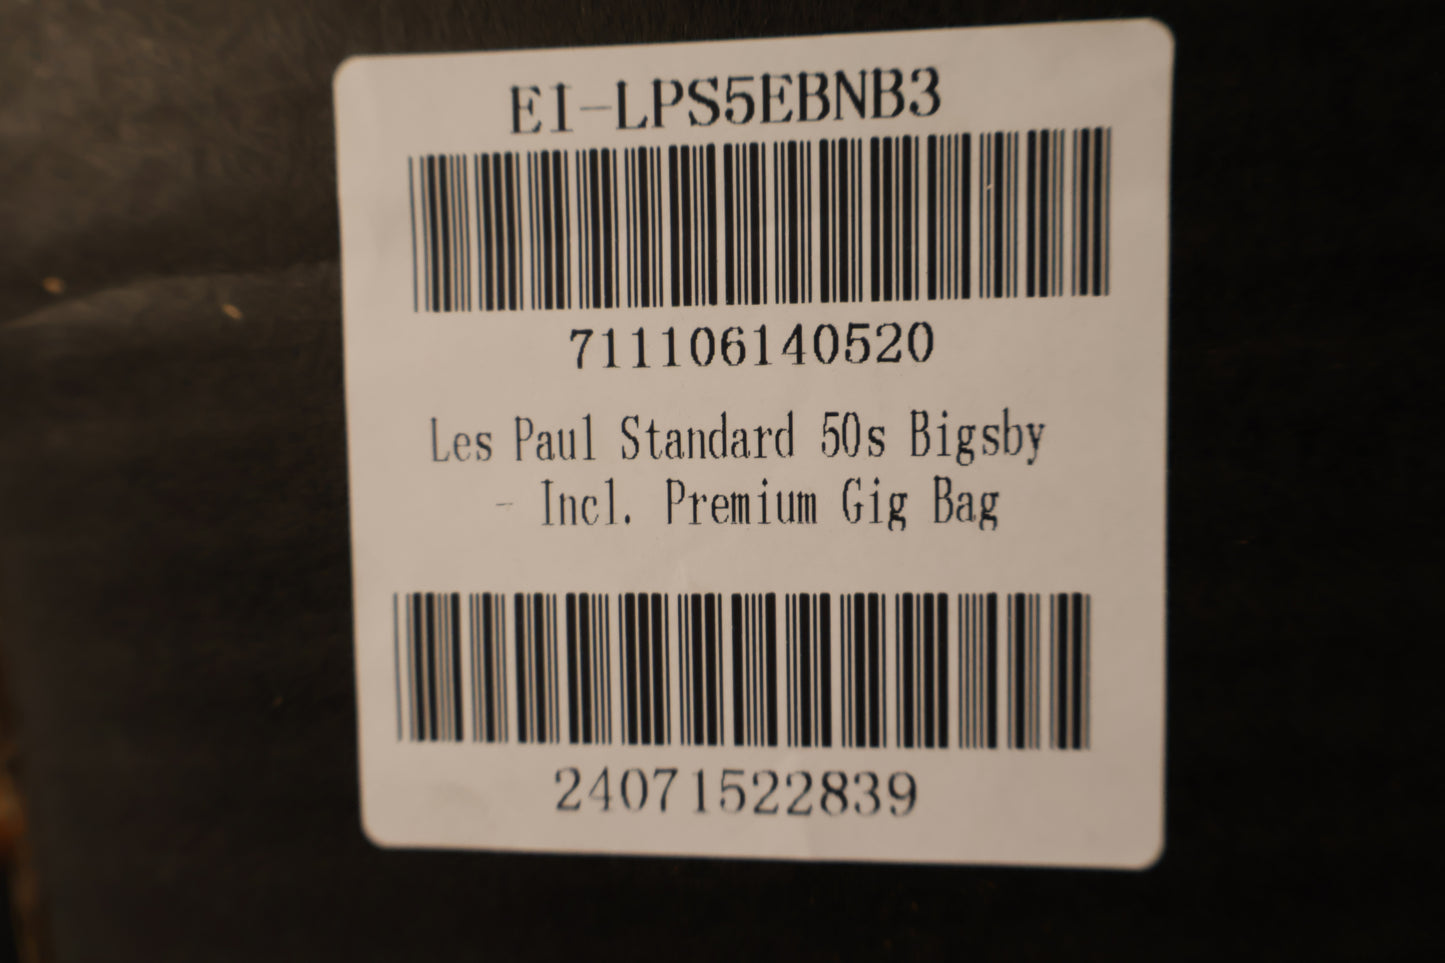 EI-LPS5EBNB3
711106140520
Les Paul Standard 50s Bigsby
- Incl. Premium Gig Bag
24071522839